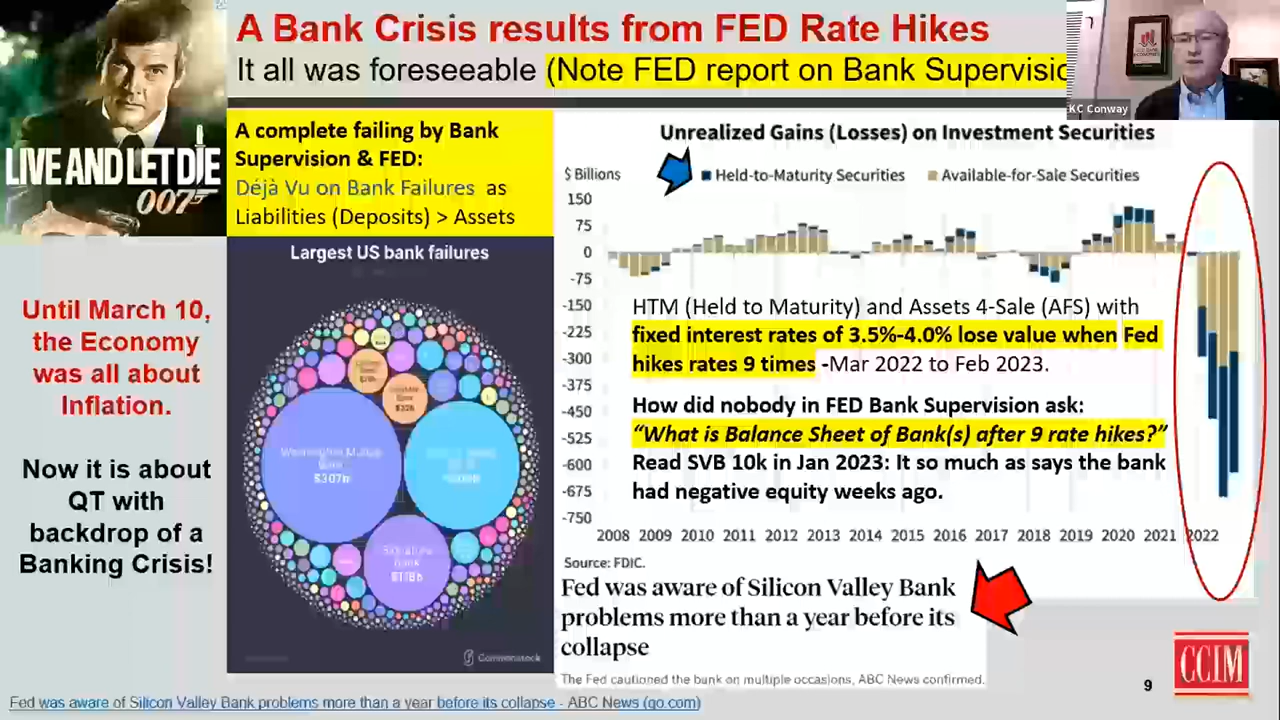 A Bank Crisis results from FED Rate Hikes
It all was foreseeable (Note FED report on Bank Supervisio
KC Conway
LIVE AND LET DIE
007
A complete failing by Bank
Supervision & FED:
Déjà Vu on Bank Failures as
Liabilities (Deposits) > Assets
Until March 10,
the Economy
was all about
Inflation.
Now it is about
QT with
backdrop of a
Banking Crisis!
Largest US bank failures
Washington Mutual
Bank
$307b
Signature
Bank
$118b
Commonstock
Unrealized Gains (Losses) on Investment Securities
$ Billions
Held-to-Maturity Securities
Available-for-Sale Securities
150
75
0
-75
-150
-225
-300
-375
-450
-525
-600
-675
-750
HTM (Held to Maturity) and Assets 4-Sale (AFS) with
fixed interest rates of 3.5%-4.0% lose value when Fed
hikes rates 9 times -Mar 2022 to Feb 2023.
How did nobody in FED Bank Supervision ask:
“What is Balance Sheet of Bank(s) after 9 rate hikes?”
Read SVB 10k in Jan 2023: It so much as says the bank
had negative equity weeks ago.
2008 2009 2010 2011 2012 2013 2014 2015 2016 2017 2018 2019 2020 2021 2022
Source: FDIC.
Fed was aware of Silicon Valley Bank
problems more than a year before its
collapse
The Fed cautioned the bank on multiple occasions, ABC News confirmed.
9
CCIM
Fed was aware of Silicon Valley Bank problems more than a year before its collapse - ABC News (go.com)